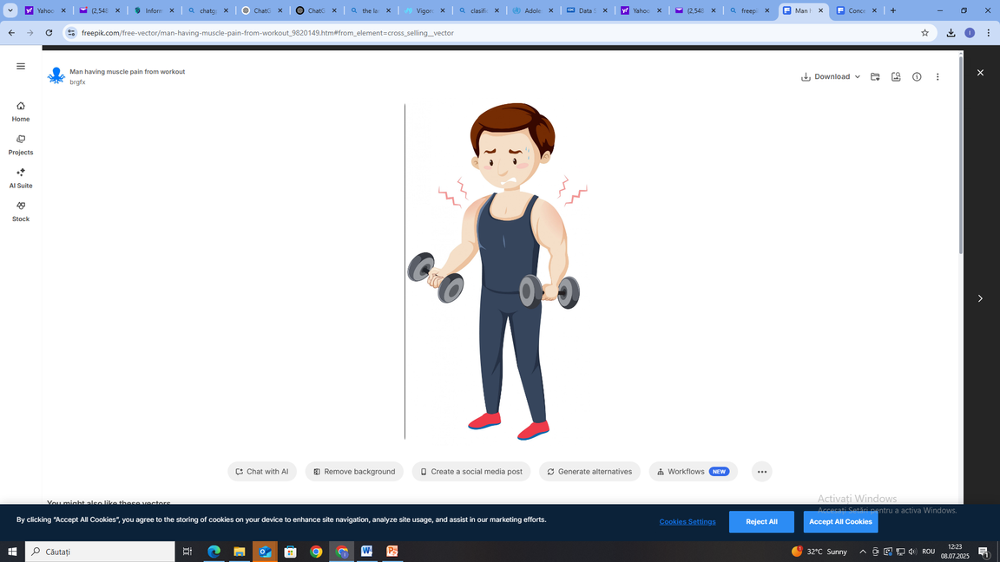 Yahoo
(2,548
Inform
chatg
ChatG
ChatG
the la
Vigor
clasifi
Adole
Data
Yahoo
(2,548
freepi
Man h
Conce
freepik.com/free-vector/man-having-muscle-pain-from-workout_9820149.htm#from_element=cross_selling__vector
Man having muscle pain from workout
brgfx
Download
Home
Projects
AI Suite
Stock
Chat with AI
Remove background
Create a social media post
Generate alternatives
Workflows NEW
You might also like these vectors
Activați Windows
Accesați Setări pentru a activa Windows.
By clicking “Accept All Cookies”, you agree to the storing of cookies on your device to enhance site navigation, analyze site usage, and assist in our marketing efforts.
Cookies Settings
Reject All
Accept All Cookies
Căutați
32°C Sunny
ROU
12:23
08.07.2025